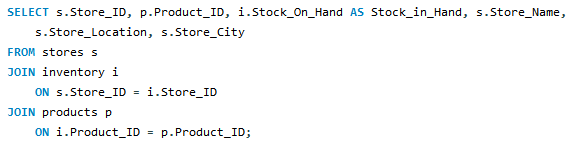 SELECT s.Store_ID, p.Product_ID, i.Stock_On_Hand AS Stock_in_Hand, s.Store_Name,
    s.Store_Location, s.Store_City
FROM stores s
JOIN inventory i
    ON s.Store_ID = i.Store_ID
JOIN products p
    ON i.Product_ID = p.Product_ID;